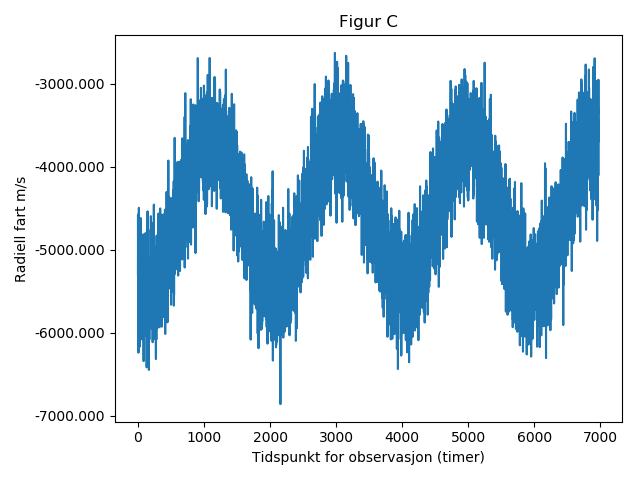 Figur C
Radiell fart m/s
-3000.000
-4000.000
-5000.000
-6000.000
-7000.000
0 1000 2000 3000 4000 5000 6000 7000
Tidspunkt for observasjon (timer)